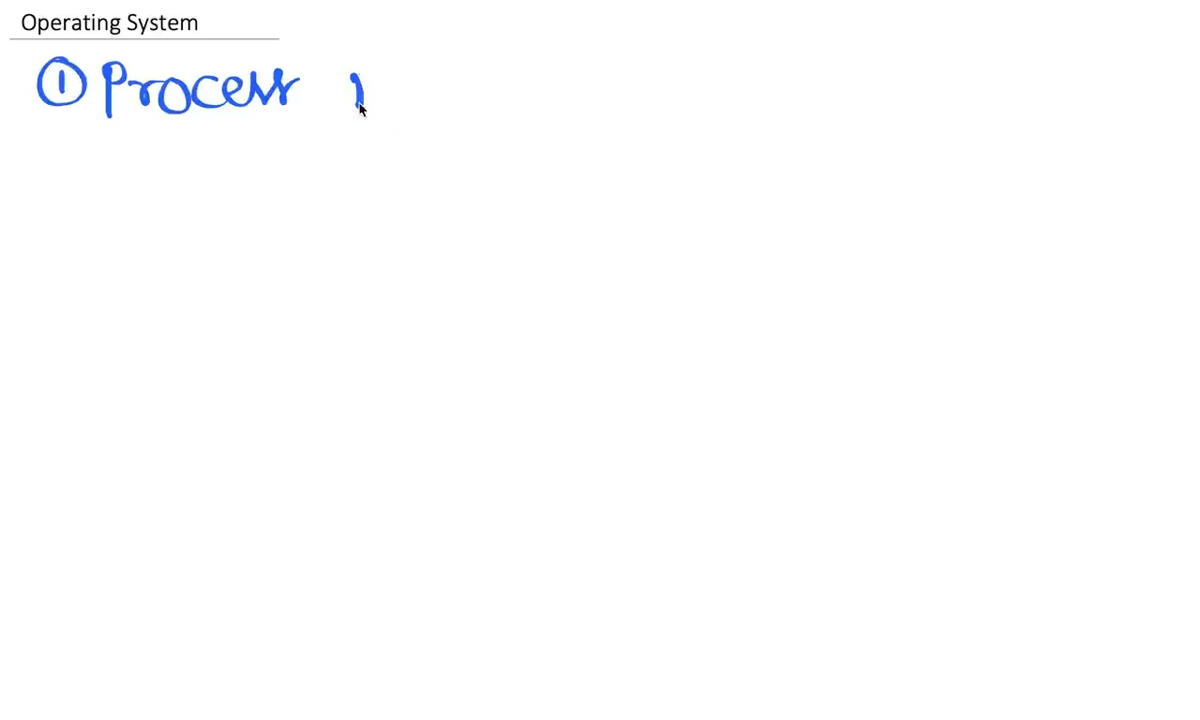 Operating System
① Process